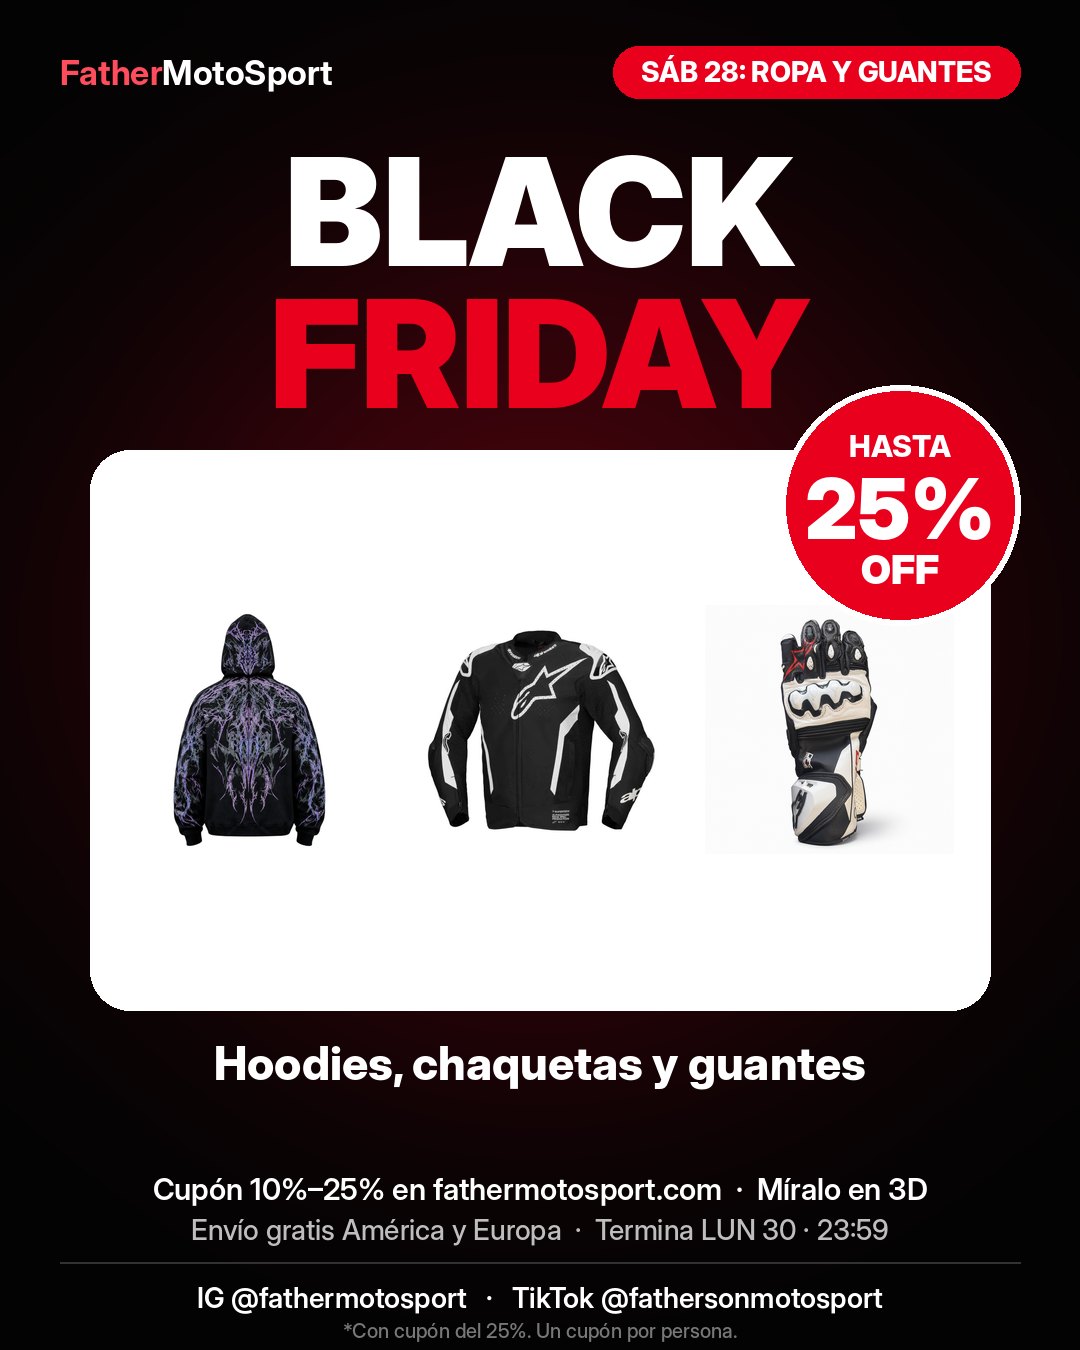 FatherMotoSport
SÁB 28: ROPA Y GUANTES
BLACK
FRIDAY
HASTA
25%
OFF
Hoodies, chaquetas y guantes
Cupón 10%–25% en fathermotosport.com · Míralo en 3D
Envío gratis América y Europa · Termina LUN 30 · 23:59
IG @fathermotosport · TikTok @fathersonmotosport
*Con cupón del 25%. Un cupón por persona.